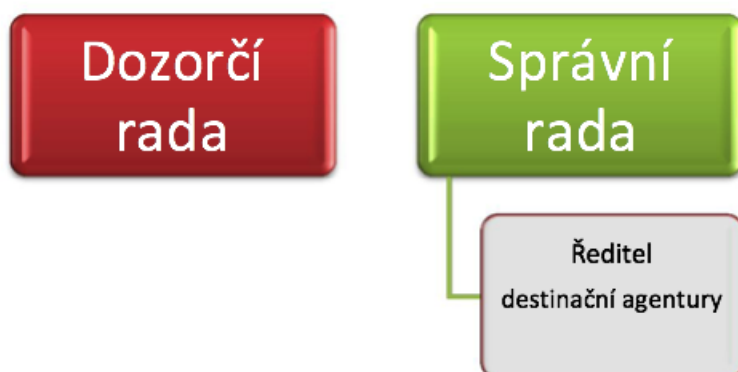 Dozorčí
rada
Správní
rada
Ředitel
destinační agentury